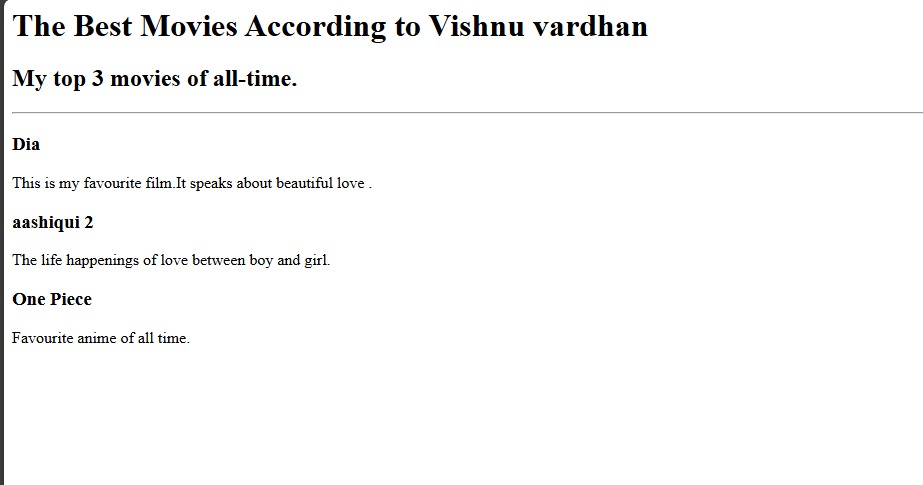 The Best Movies According to Vishnu vardhan
My top 3 movies of all-time.
Dia
This is my favourite film.It speaks about beautiful love .
aashiqui 2
The life happenings of love between boy and girl.
One Piece
Favourite anime of all time.